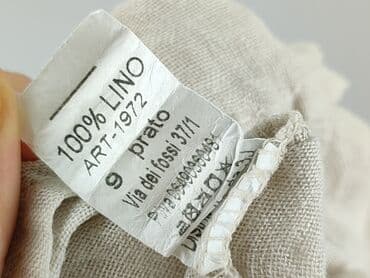 100% LINO
ART-1972
9 prato
Via dei fossi 37/1